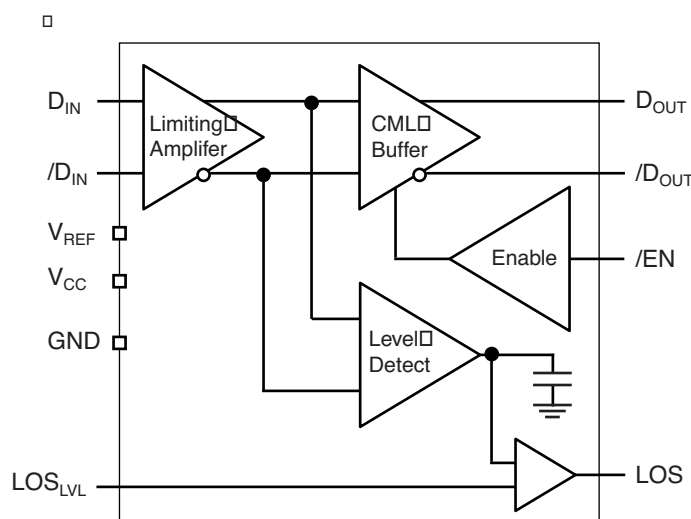 D_IN
/D_IN
V_REF
V_CC
GND
LOS_LVL
Limiting□
Amplifer
CML□
Buffer
Enable
Level□
Detect
D_OUT
/D_OUT
/EN
LOS
□